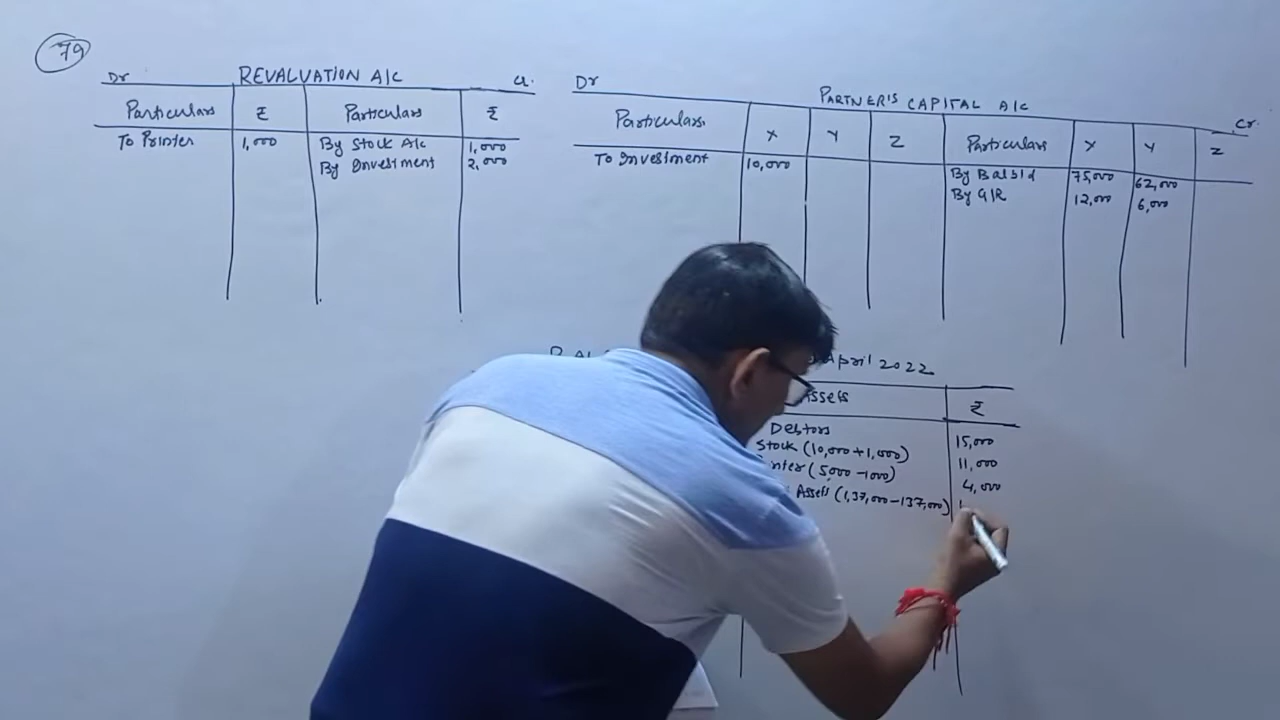 79
Dr REVALUATION A/C Cr.
Particulars ₹ Particulars ₹
To Printer 1,000 By Stock A/c 1,000
By Investment 2,000
Dr PARTNER'S CAPITAL A/C Cr.
Particulars X Y Z Particulars X Y Z
To Investment 10,000
By Bal b/d 75,000 62,000
By G/R 12,000 6,000
April 2022
Assets ₹
Debtors 15,000
Stock (10,000+1,000) 11,000
(5,000-1000) 4,000
Assets (1,37,000-137,000)